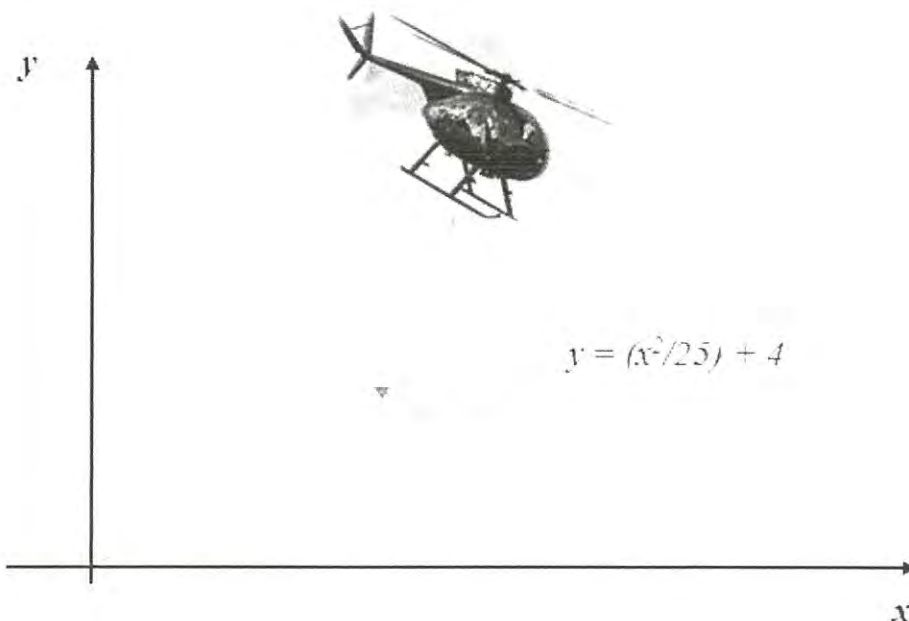 y
y = (x²/25) + 4
x